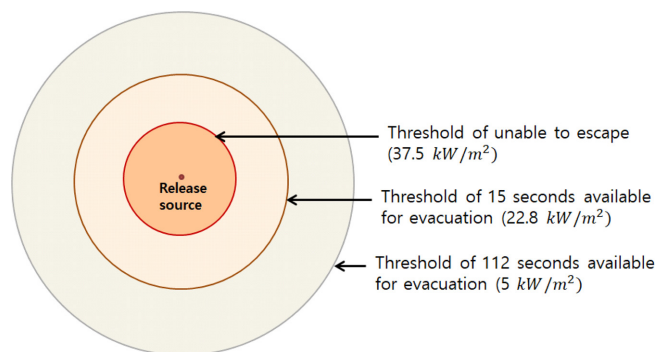 Release
source
Threshold of unable to escape
(37.5 kW/m²)
Threshold of 15 seconds available
for evacuation (22.8 kW/m²)
Threshold of 112 seconds available
for evacuation (5 kW/m²)